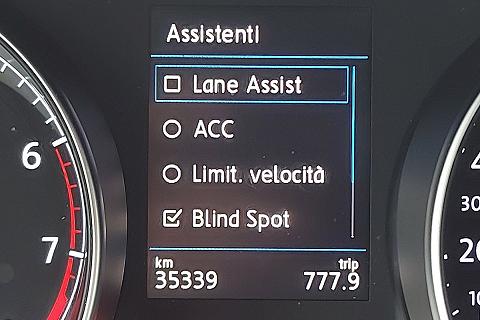 Assistenti
Lane Assist
ACC
Limit. velocità
Blind Spot
km trip
35339 777.9
6
7